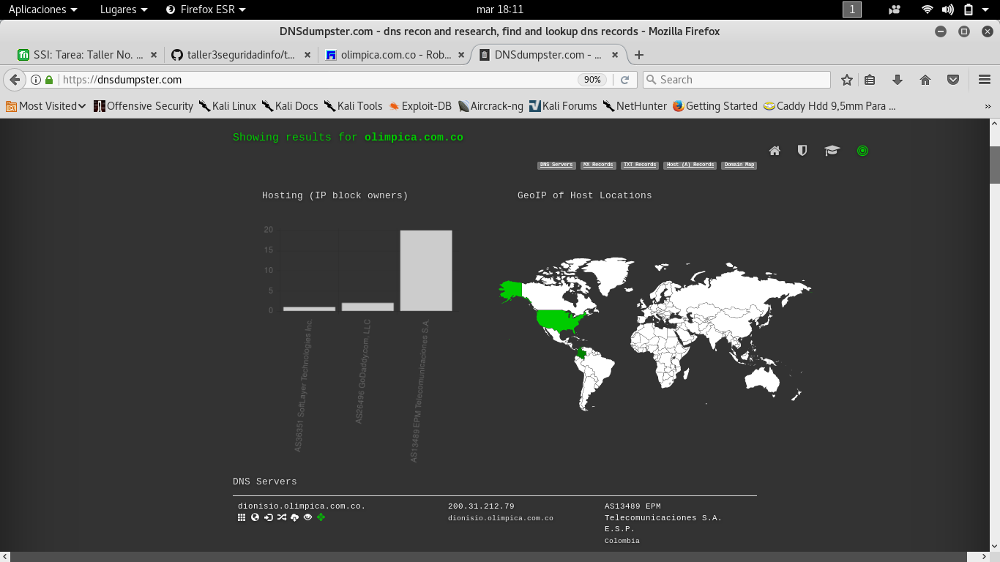 Aplicaciones Lugares Firefox ESR mar 18:11 1
DNSdumpster.com - dns recon and research, find and lookup dns records - Mozilla Firefox
SSI: Tarea: Taller No. ... taller3seguridadinfo/t... olimpica.com.co - Rob... DNSdumpster.com - ...
https://dnsdumpster.com 90% Search
Most Visited Offensive Security Kali Linux Kali Docs Kali Tools Exploit-DB Aircrack-ng Kali Forums NetHunter Getting Started Caddy Hdd 9,5mm Para ... »
Showing results for olimpica.com.co
DNS Servers MX Records TXT Records Host (A) Records Domain Map
Hosting (IP block owners) GeoIP of Host Locations
20
15
10
5
0
AS36351 SoftLayer Technologies Inc.
AS26496 GoDaddy.com, LLC
AS13489 EPM Telecomunicaciones S.A.
DNS Servers
dionisio.olimpica.com.co. 200.31.212.79 AS13489 EPM
dionisio.olimpica.com.co Telecomunicaciones S.A.
E.S.P.
Colombia